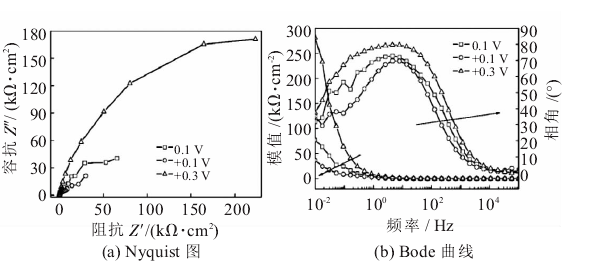 180
150
120
90
60
30
0
容抗 Z″/(kΩ·cm²)
0.1 V
+0.1 V
+0.3 V
0 50 100 150 200
阻抗 Z′/(kΩ·cm²)
(a) Nyquist 图
300
250
200
150
100
50
0
模值 /(kΩ·cm²)
0.1 V
+0.1 V
+0.3 V
90
80
70
60
50
40
30
20
10
0
相角 /(°)
10⁻² 10⁰ 10² 10⁴
频率 / Hz
(b) Bode 曲线